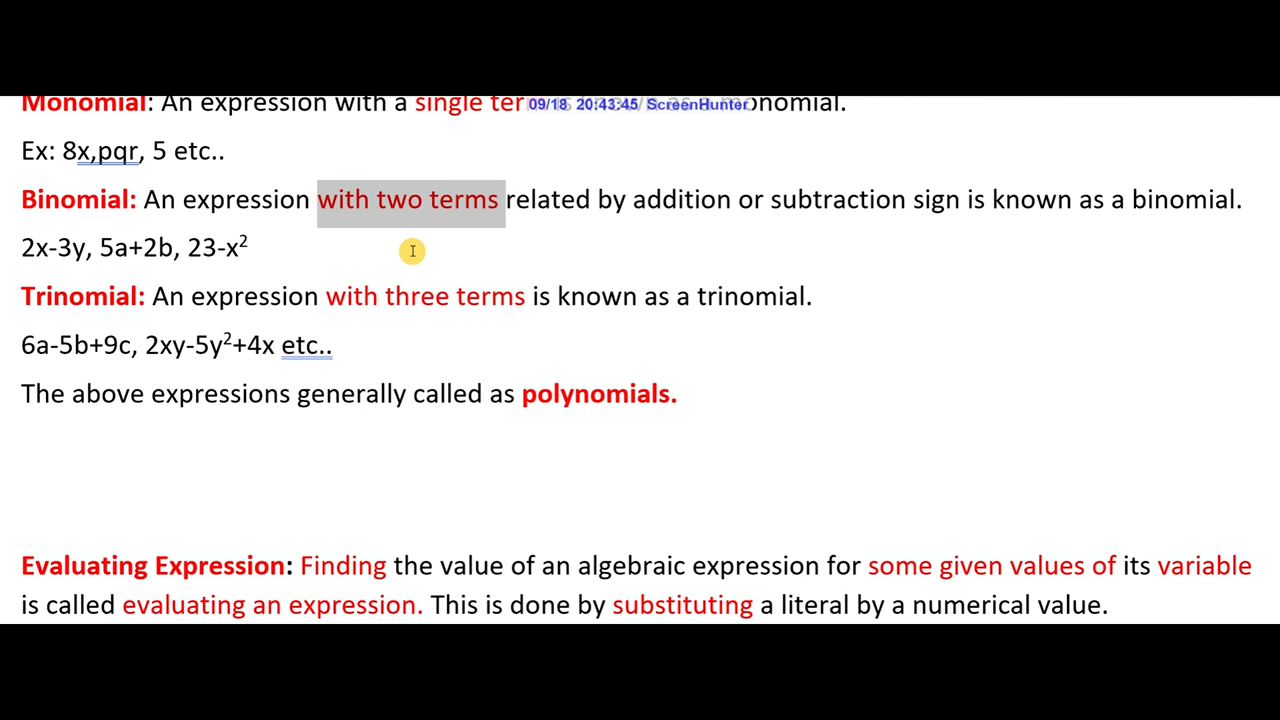 Monomial: An expression with a single ter 09/18 20:43:45 ScreenHunter nomial.
Ex: 8x,pqr, 5 etc..
Binomial: An expression with two terms related by addition or subtraction sign is known as a binomial.
2x-3y, 5a+2b, 23-x²
Trinomial: An expression with three terms is known as a trinomial.
6a-5b+9c, 2xy-5y²+4x etc..
The above expressions generally called as polynomials.
Evaluating Expression: Finding the value of an algebraic expression for some given values of its variable
is called evaluating an expression. This is done by substituting a literal by a numerical value.